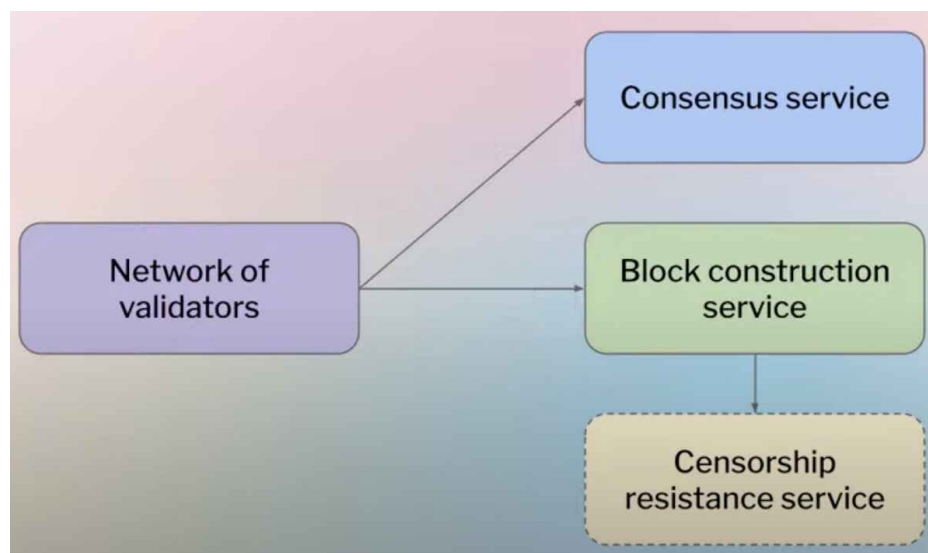 Consensus service
Network of
validators
Block construction
service
Censorship
resistance service